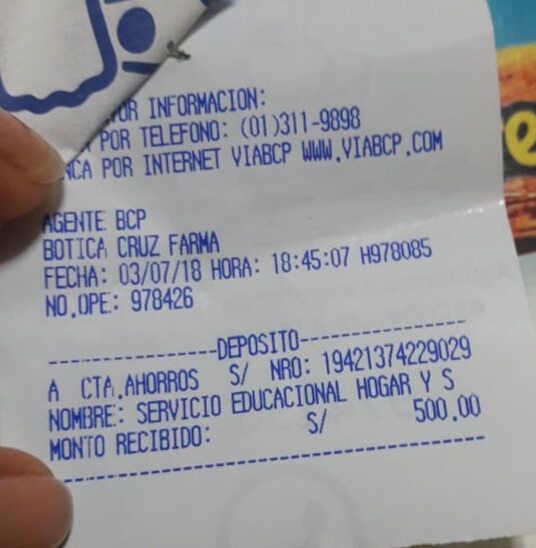 OR INFORMACION:
POR TELEFONO: (01)311-9898
CA POR INTERNET VIABCP WWW.VIABCP.COM
AGENTE BCP
BOTICA CRUZ FARMA
FECHA: 03/07/18 HORA: 18:45:07 H978085
NO.OPE: 978426
--------------------DEPOSITO--------------------
A CTA.AHORROS S/ NRO: 19421374229029
NOMBRE: SERVICIO EDUCACIONAL HOGAR Y S
MONTO RECIBIDO: S/ 500.00